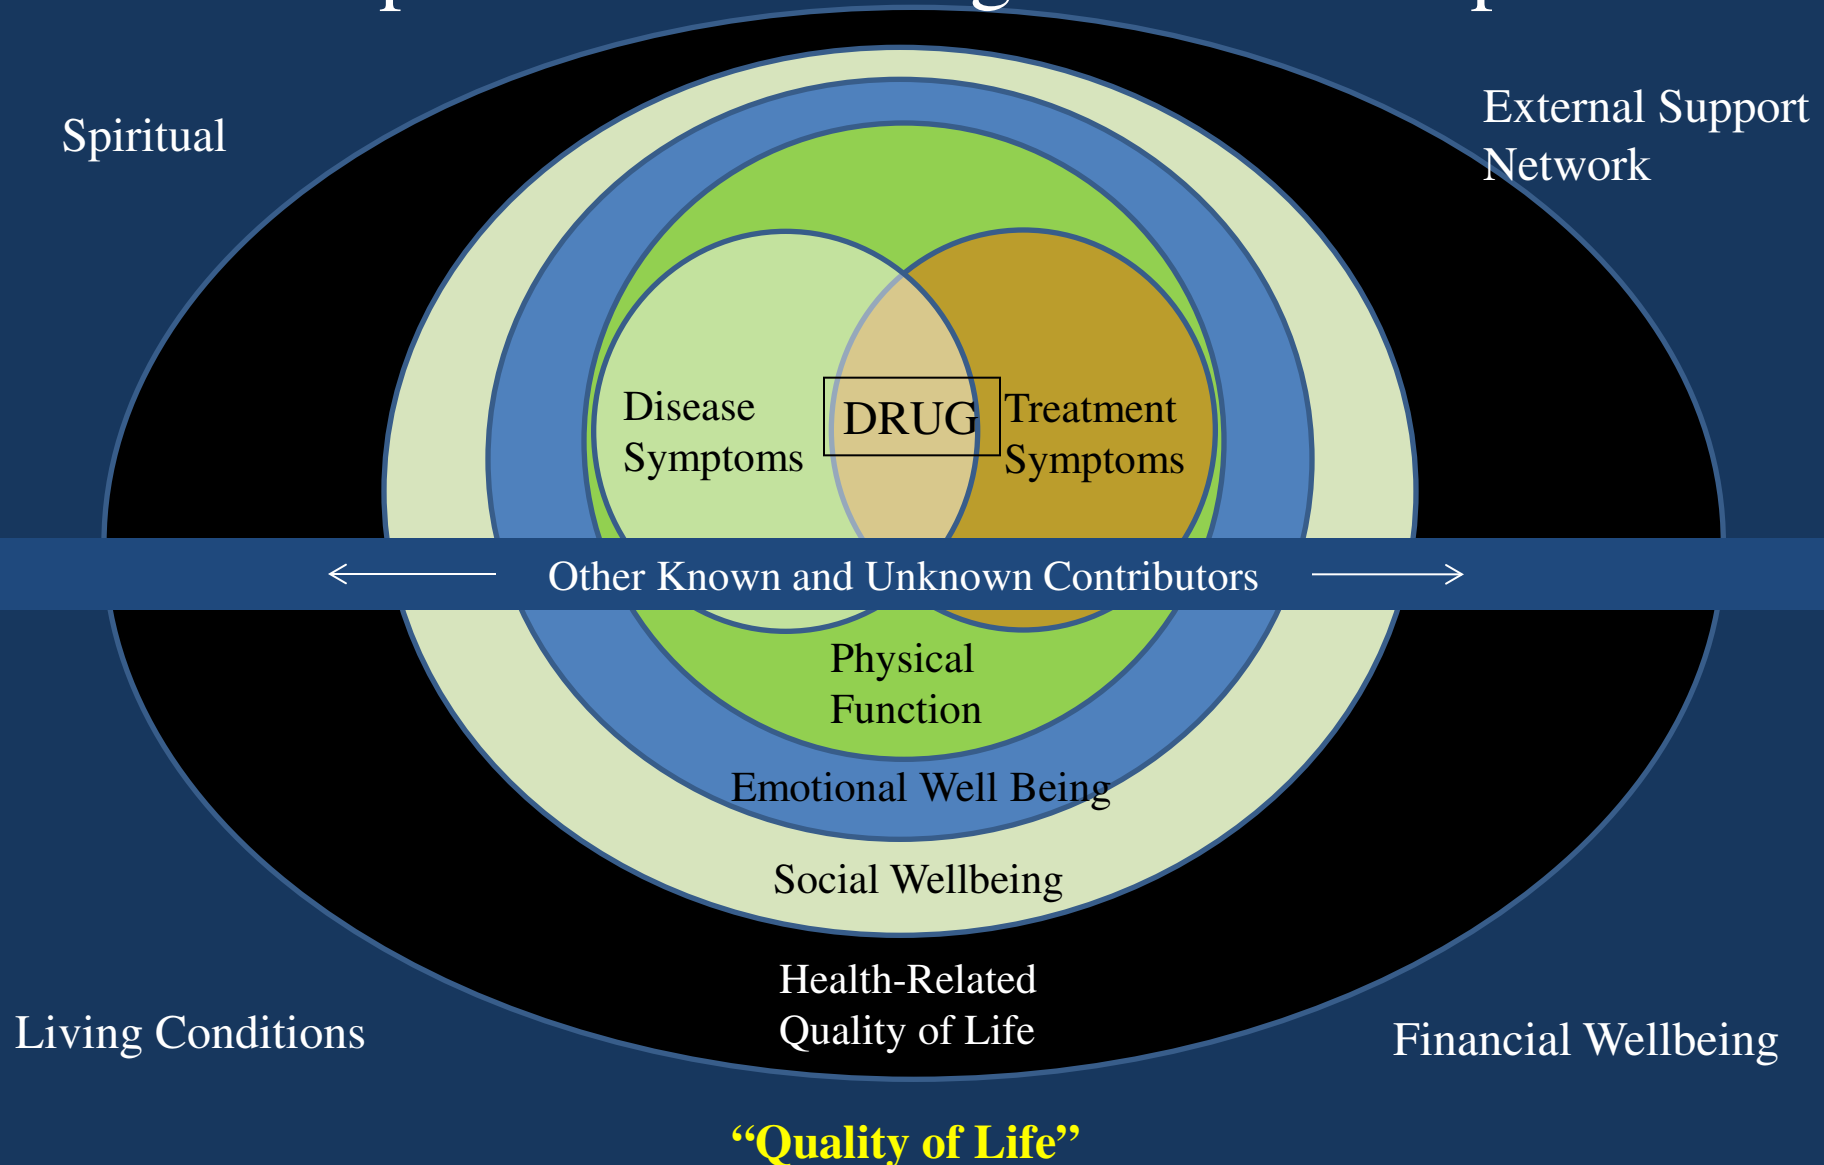 Spiritual
External Support
Network
Disease
Symptoms
DRUG
Treatment
Symptoms
Other Known and Unknown Contributors
Physical
Function
Emotional Well Being
Social Wellbeing
Health-Related
Quality of Life
Living Conditions
Financial Wellbeing
“Quality of Life”